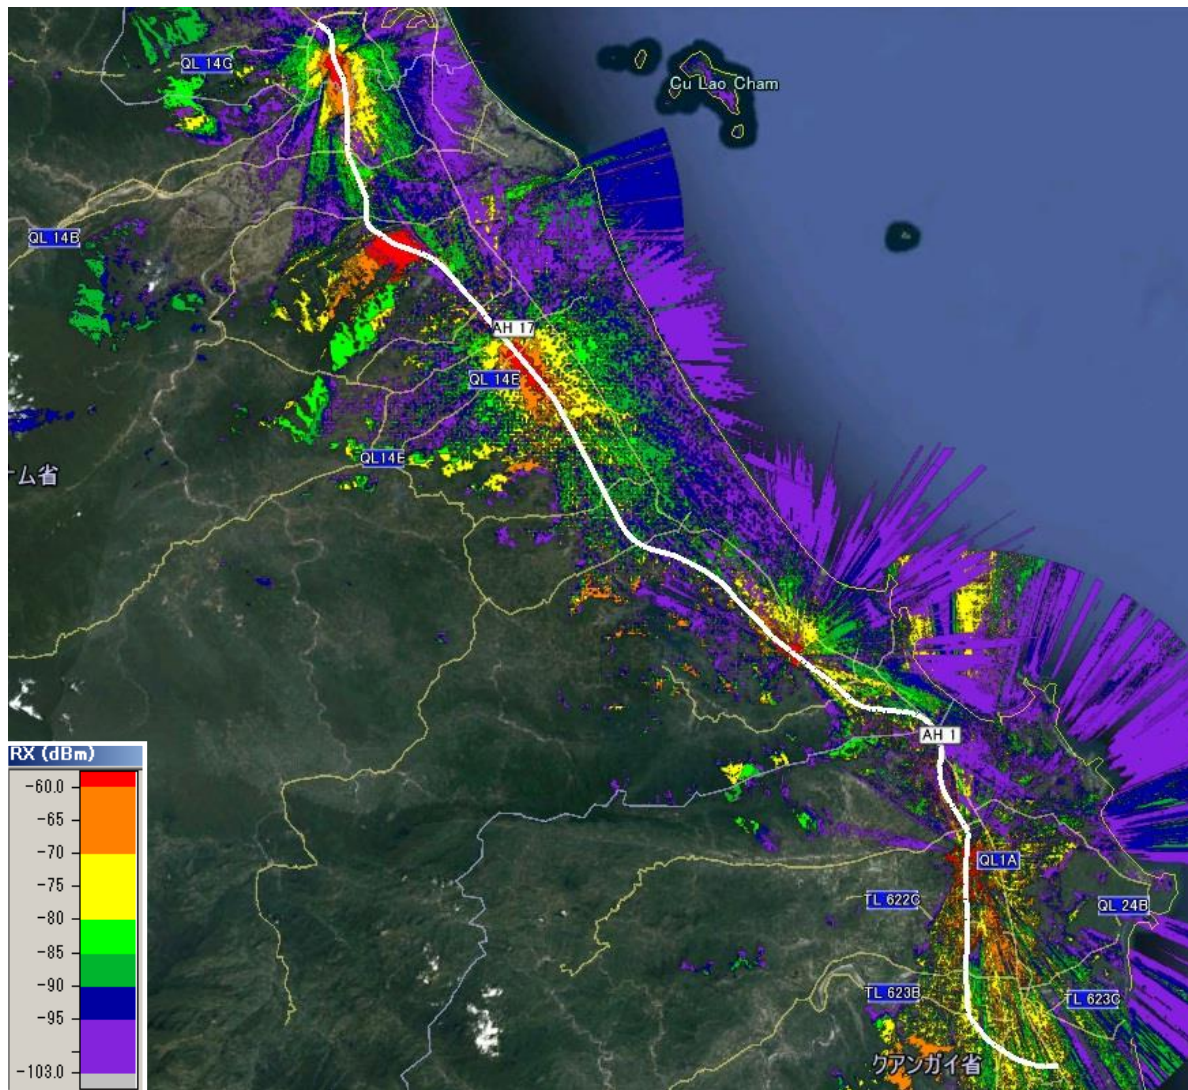 QL 14G
Cu Lao Cham
QL 14B
AH 17
QL 14E
QL14E
ム省
AH 1
RX (dBm)
-60.0
-65
-70
-75
-80
-85
-90
-95
-103.0
QL1A
TL 622C
QL 24B
TL 623B
TL 623C
クアンガイ省